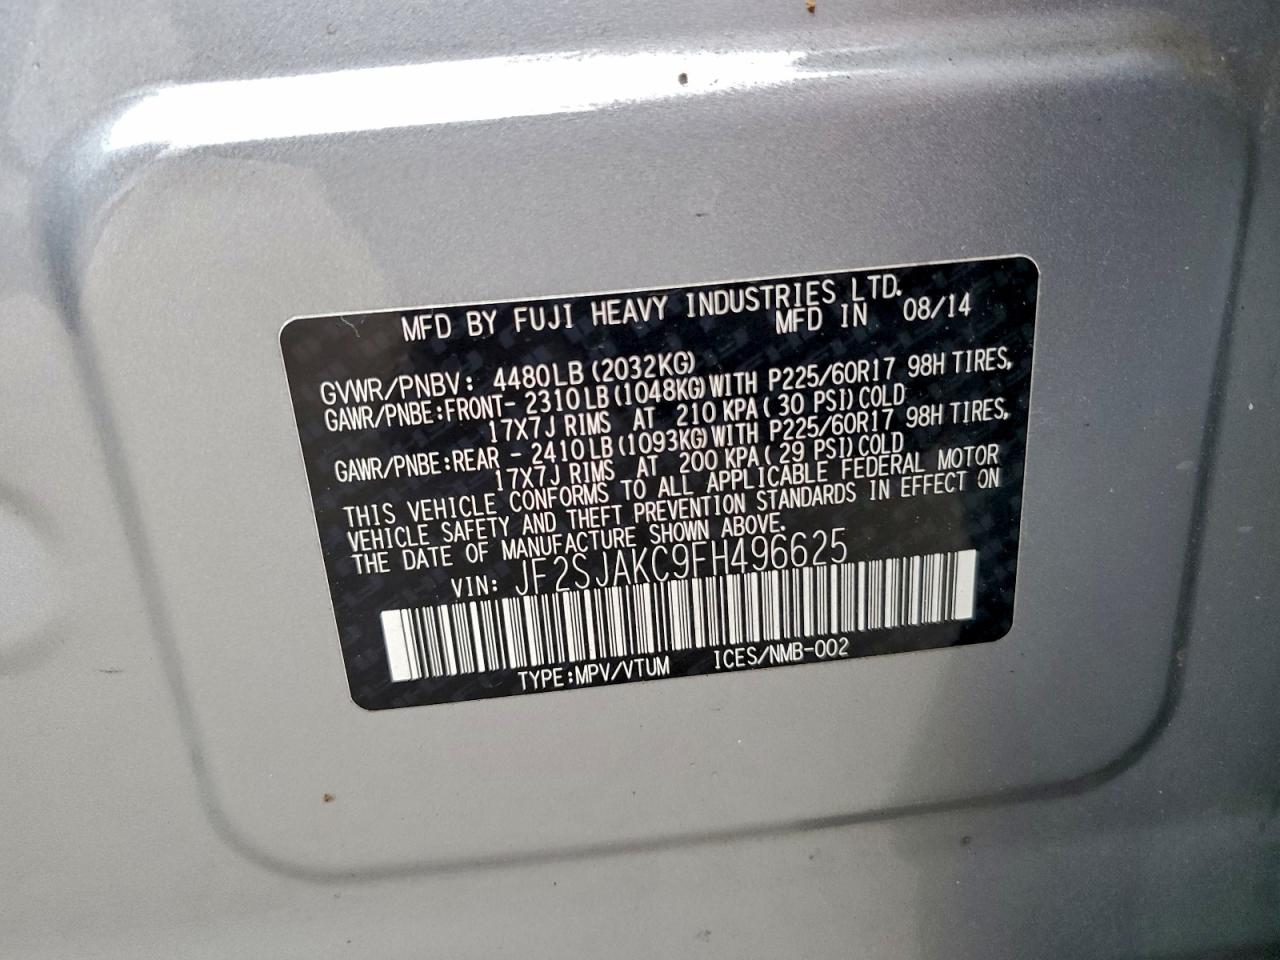 MFD BY FUJI HEAVY INDUSTRIES LTD.
MFD IN 08/14
GVWR/PNBV: 4480LB (2032KG)
GAWR/PNBE:FRONT- 2310LB (1048KG)WITH P225/60R17 98H TIRES,
17X7J RIMS AT 210 KPA( 30 PSI)COLD
GAWR/PNBE:REAR - 2410LB (1093KG)WITH P225/60R17 98H TIRES,
17X7J RIMS AT 200 KPA( 29 PSI)COLD
THIS VEHICLE CONFORMS TO ALL APPLICABLE FEDERAL MOTOR
VEHICLE SAFETY AND THEFT PREVENTION STANDARDS IN EFFECT ON
THE DATE OF MANUFACTURE SHOWN ABOVE.
VIN: JF2SJAKC9FH496625
TYPE:MPV/VTUM ICES/NMB-002